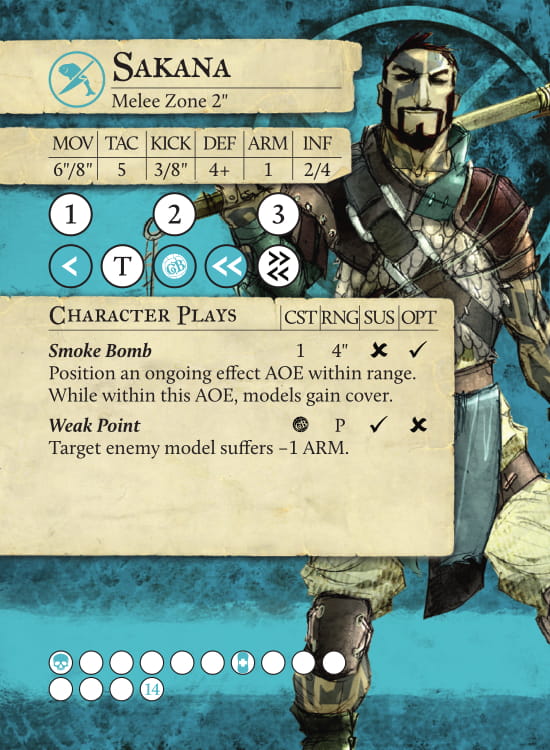 SAKANA
Melee Zone 2"
MOV TAC KICK DEF ARM INF
6"/8" 5 3/8" 4+ 1 2/4
1 2 3
< T GB << >><<
CHARACTER PLAYS CST RNG SUS OPT
Smoke Bomb 1 4" ✗ ✓
Position an ongoing effect AOE within range.
While within this AOE, models gain cover.
Weak Point GB P ✓ ✗
Target enemy model suffers −1 ARM.
14